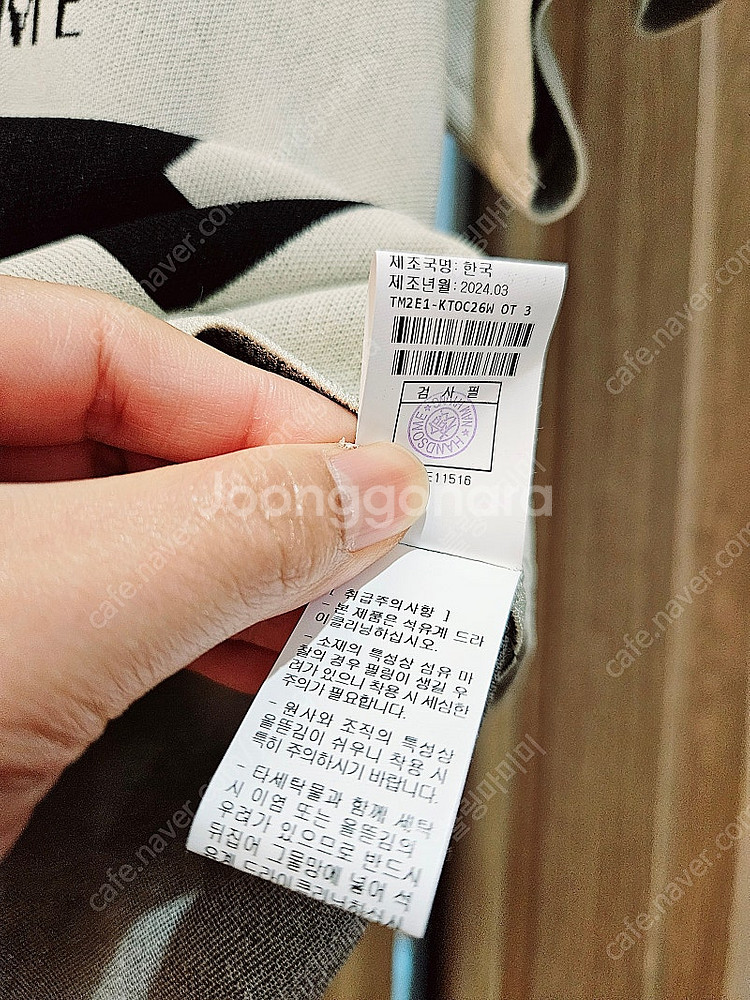 ME
제조국명: 한국
제조년월: 2024.03
TM2E1-KTOC26W OT 3
검 사 필
HANDSOME
E11516
Joonggonara
[ 취급주의사항 ]
- 본 제품은 석유계 드라
이클리닝하십시오.
- 소재의 특성상 섬유 마
찰의 경우 필링이 생길 우
려가 있으니 착용 시 세심한
주의가 필요합니다.
- 원사와 조직의 특성상
올뜯김이 쉬우니 착용 시
특히 주의하시기 바랍니다.
- 타세탁물과 함께 세탁
시 이염 또는 올뜯김의
우려가 있으므로 반드시
뒤집어 그물망에 넣어 석
유계 드라이클리닝하십시
cafe.naver.com